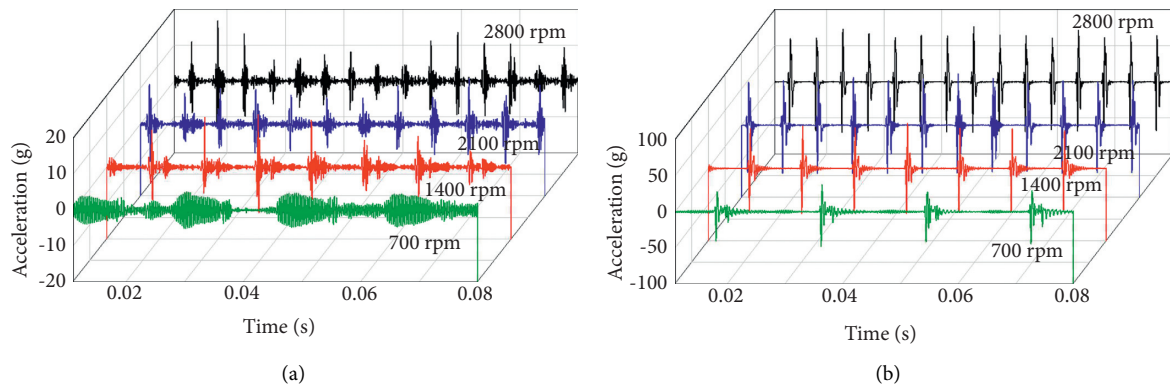 2800 rpm
2100 rpm
1400 rpm
700 rpm
20
10
0
-10
-20
Acceleration (g)
0.02 0.04 0.06 0.08
Time (s)
(a)
2800 rpm
2100 rpm
1400 rpm
700 rpm
100
50
0
-50
-100
Acceleration (g)
0.02 0.04 0.06 0.08
Time (s)
(b)